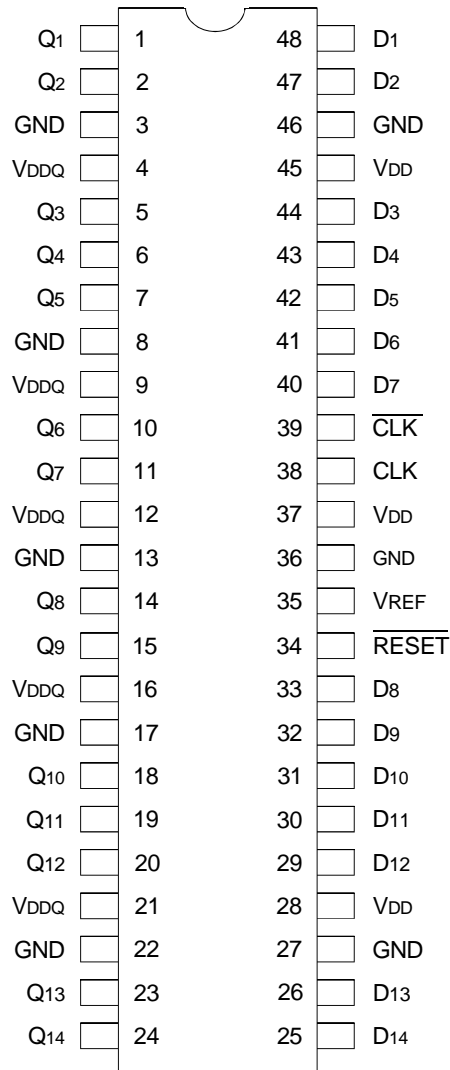 Q1 1 48 D1
Q2 2 47 D2
GND 3 46 GND
VDDQ 4 45 VDD
Q3 5 44 D3
Q4 6 43 D4
Q5 7 42 D5
GND 8 41 D6
VDDQ 9 40 D7
Q6 10 39 C̅L̅K̅
Q7 11 38 CLK
VDDQ 12 37 VDD
GND 13 36 GND
Q8 14 35 VREF
Q9 15 34 R̅E̅S̅E̅T̅
VDDQ 16 33 D8
GND 17 32 D9
Q10 18 31 D10
Q11 19 30 D11
Q12 20 29 D12
VDDQ 21 28 VDD
GND 22 27 GND
Q13 23 26 D13
Q14 24 25 D14